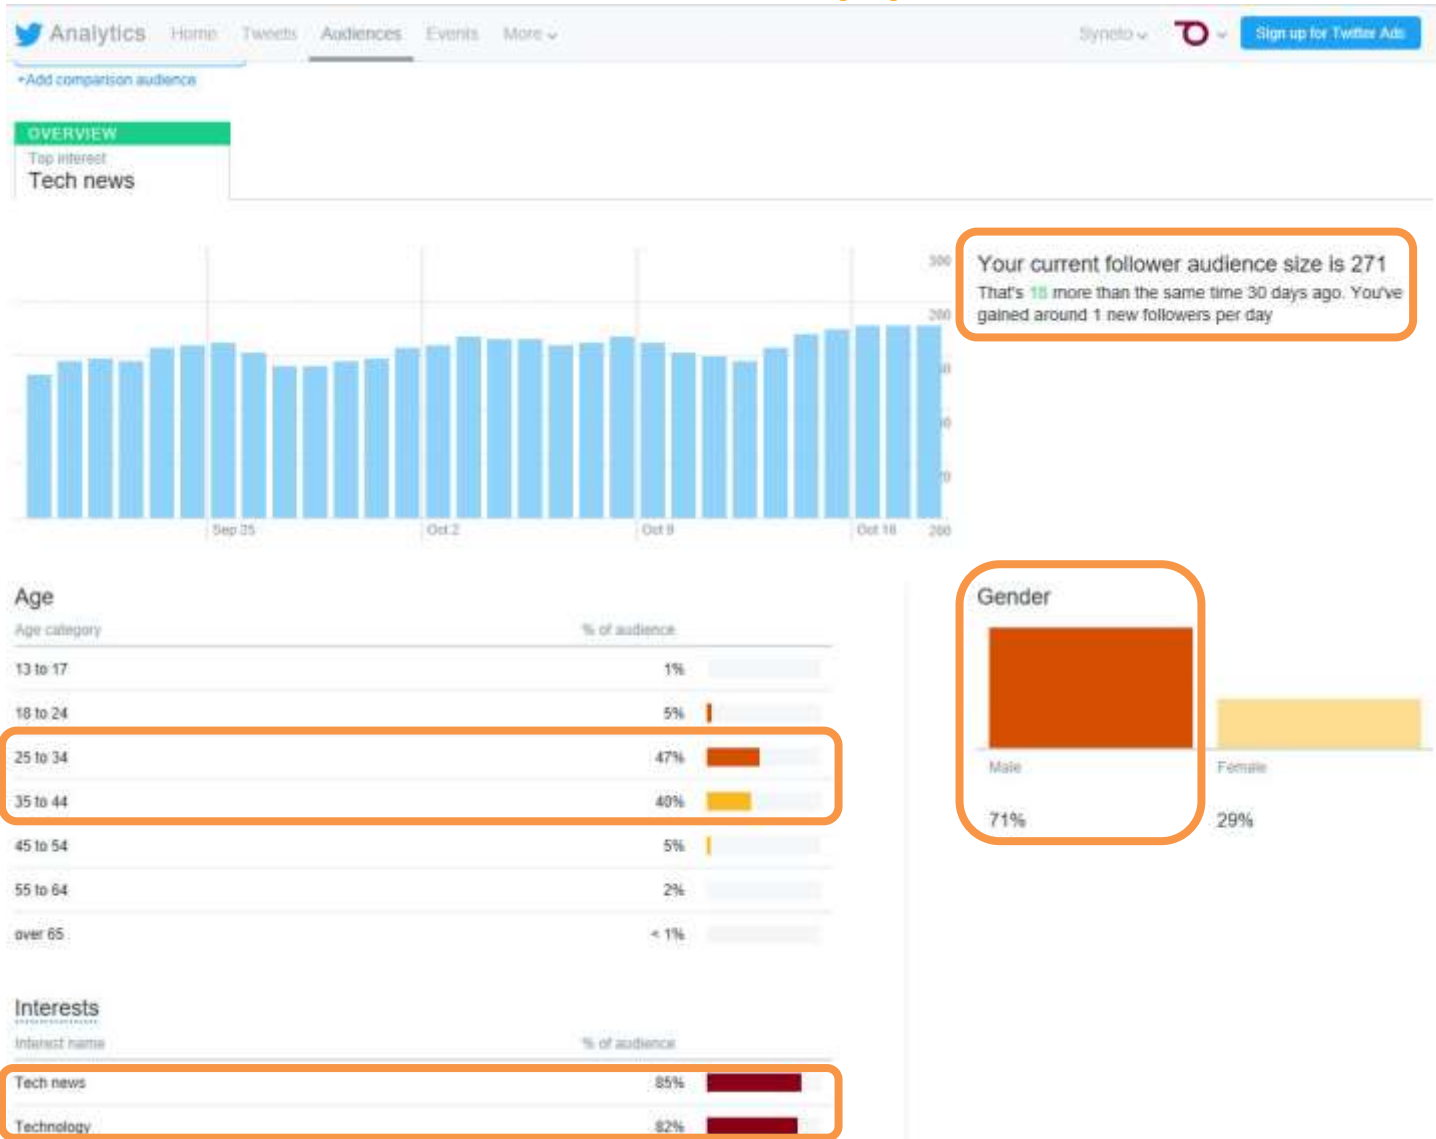 Analytics Home Tweets Audiences Events More Syneto Sign up for Twitter Ads
+Add comparison audience
OVERVIEW
Top interest
Tech news
Your current follower audience size is 271
That's 18 more than the same time 30 days ago. You've
gained around 1 new followers per day
300
280
Sep 25 Oct 2 Oct 9 Oct 16 200
Age
Age category % of audience
13 to 17 1%
18 to 24 5%
25 to 34 47%
35 to 44 40%
45 to 54 5%
55 to 64 2%
over 65 < 1%
Gender
Male Female
71% 29%
Interests
Interest name % of audience
Tech news 85%
Technology 82%